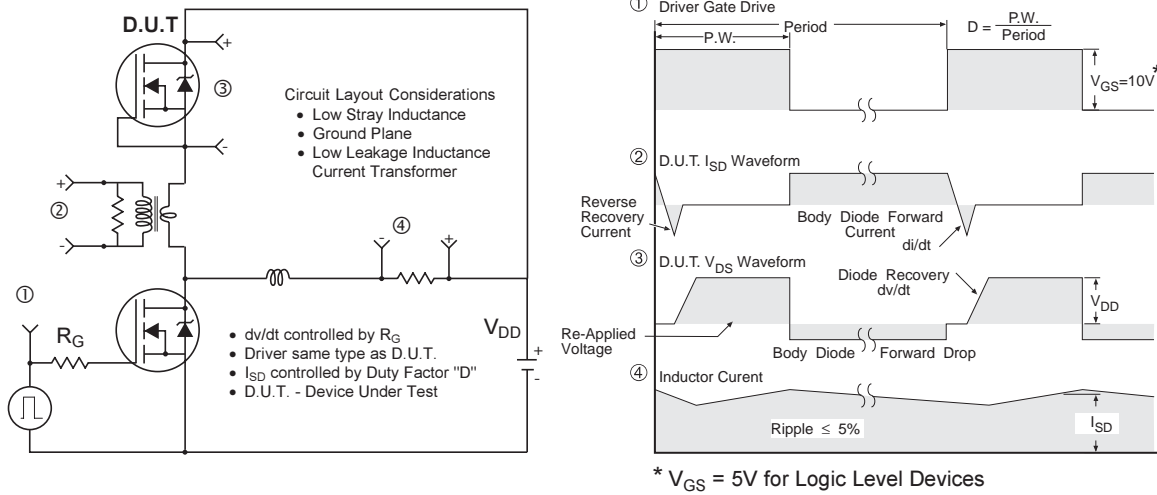 D.U.T
+
③
-
Circuit Layout Considerations
• Low Stray Inductance
• Ground Plane
• Low Leakage Inductance
Current Transformer
+
②
-
④
- +
①
R_G
• dv/dt controlled by R_G
• Driver same type as D.U.T.
• I_SD controlled by Duty Factor "D"
• D.U.T. - Device Under Test
V_DD
+
-
① Driver Gate Drive
Period
P.W.
D = P.W.
Period
V_GS=10V*
② D.U.T. I_SD Waveform
Reverse
Recovery
Current
Body Diode Forward
Current
di/dt
③ D.U.T. V_DS Waveform
Diode Recovery
dv/dt
V_DD
Re-Applied
Voltage
Body Diode Forward Drop
④ Inductor Curent
Ripple ≤ 5%
I_SD
* V_GS = 5V for Logic Level Devices